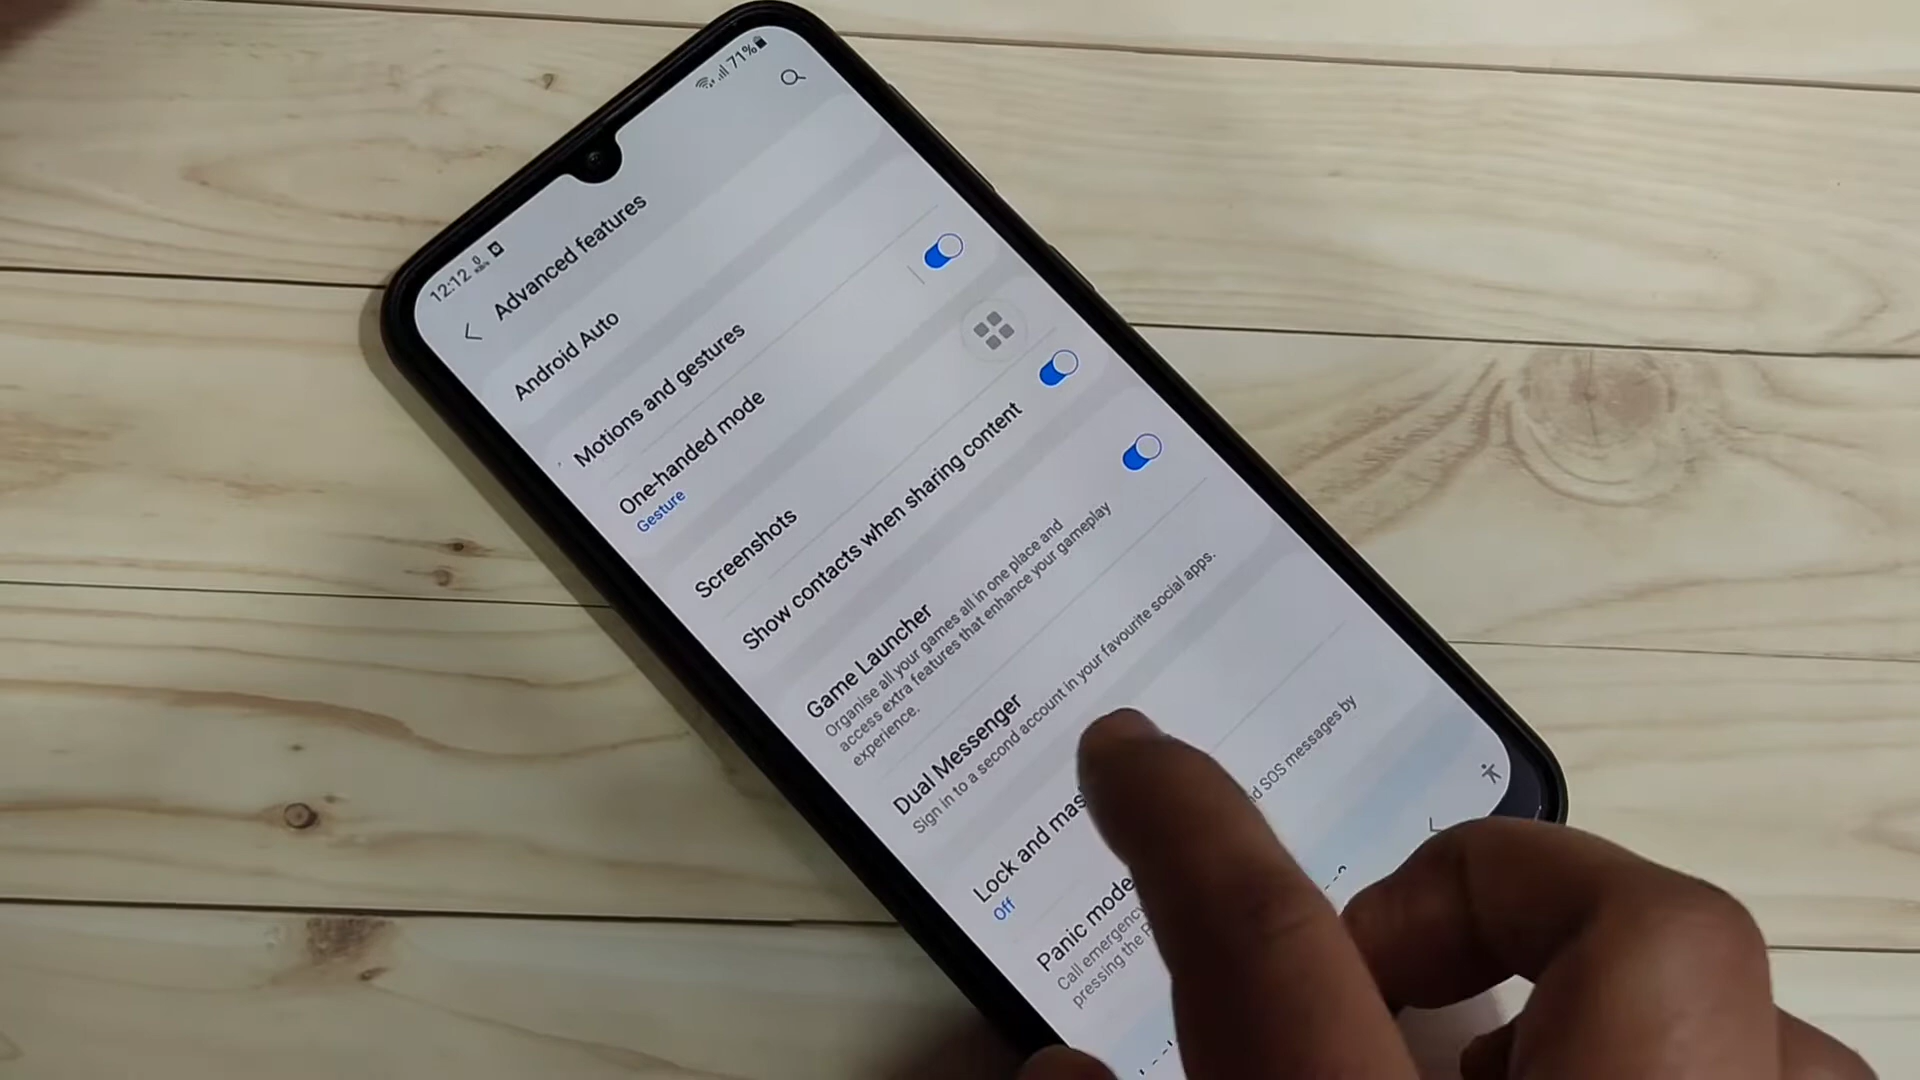 12:12 0 KB/s 71%
Advanced features
Android Auto
Motions and gestures
One-handed mode
Gesture
Screenshots
Show contacts when sharing content
Game Launcher
Organise all your games all in one place and
access extra features that enhance your gameplay
experience.
Dual Messenger
Sign in to a second account in your favourite social apps.
Lock and
Off
Panic mode
Call emergency SOS messages by
pressing the